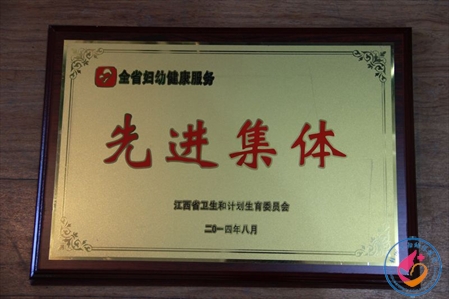 全省妇幼健康服务
先进集体
江西省卫生和计划生育委员会
二〇一四年八月